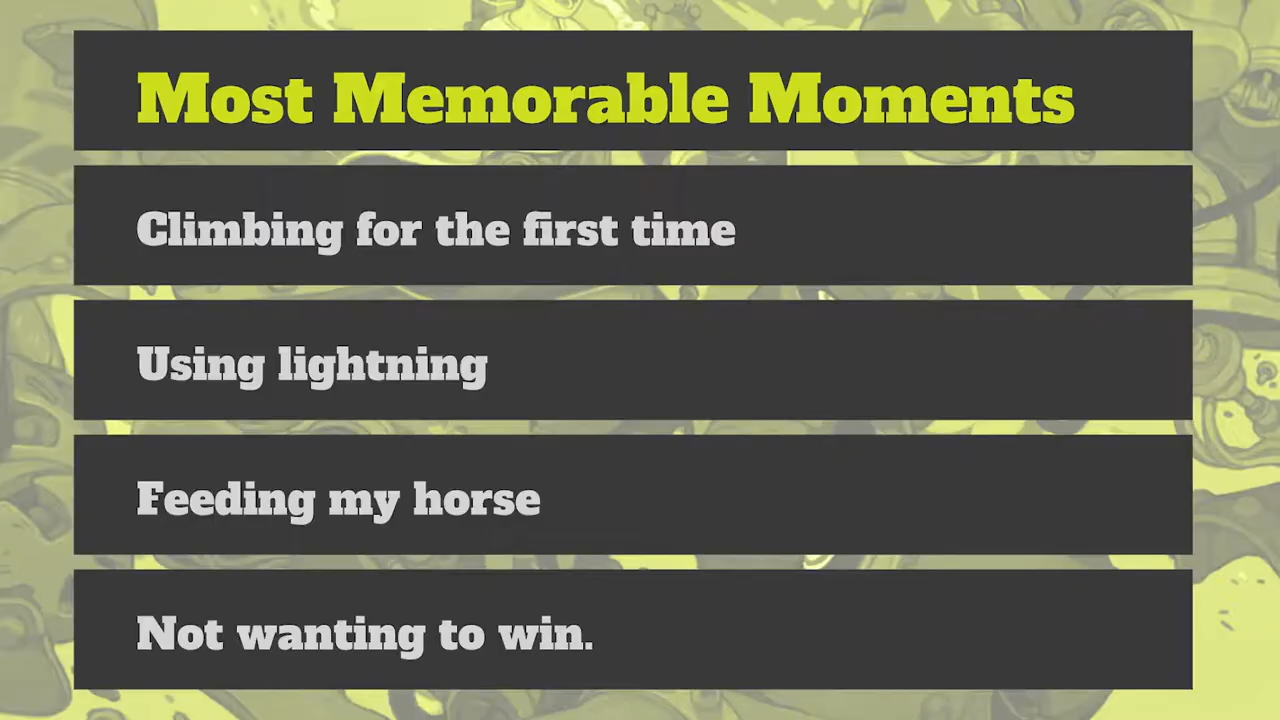 Most Memorable Moments
Climbing for the first time
Using lightning
Feeding my horse
Not wanting to win.